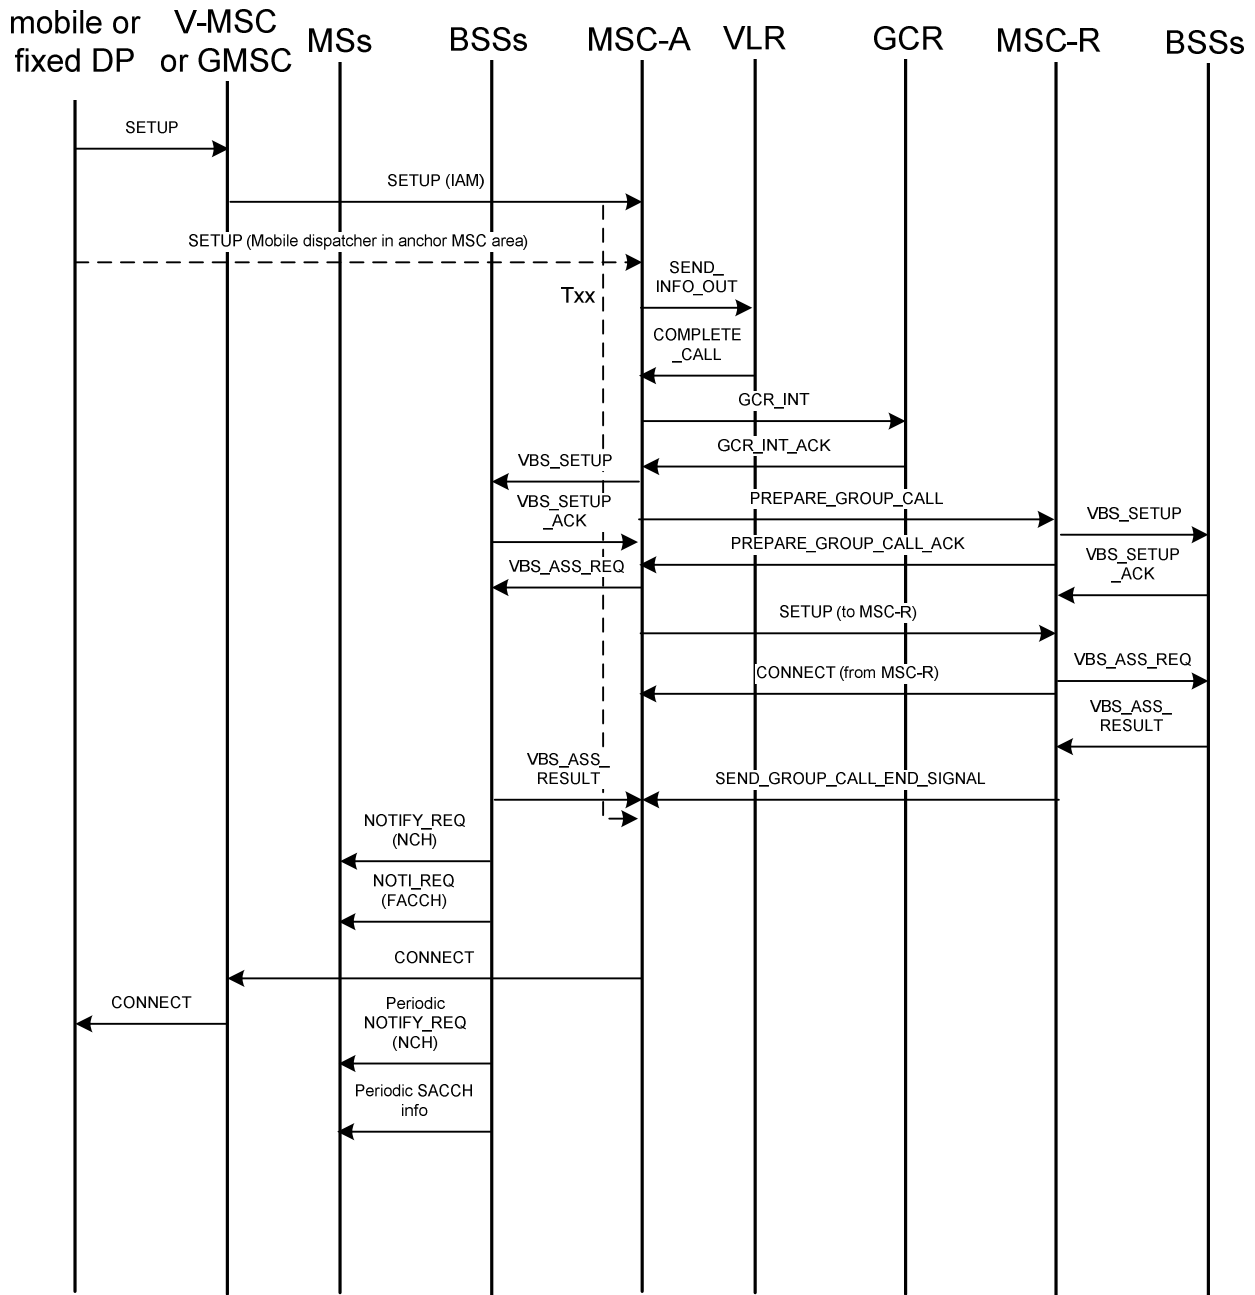 mobile or
fixed DP
V-MSC
or GMSC
MSs
BSSs
MSC-A
VLR
GCR
MSC-R
BSSs
SETUP
SETUP (IAM)
SETUP (Mobile dispatcher in anchor MSC area)
Txx
SEND_
INFO_OUT
COMPLETE
_CALL
GCR_INT
GCR_INT_ACK
VBS_SETUP
PREPARE_GROUP_CALL
VBS_SETUP
VBS_SETUP
_ACK
PREPARE_GROUP_CALL_ACK
VBS_SETUP
_ACK
VBS_ASS_REQ
SETUP (to MSC-R)
VBS_ASS_REQ
CONNECT (from MSC-R)
VBS_ASS_
RESULT
VBS_ASS_
RESULT
SEND_GROUP_CALL_END_SIGNAL
NOTIFY_REQ
(NCH)
NOTI_REQ
(FACCH)
CONNECT
CONNECT
Periodic
NOTIFY_REQ
(NCH)
Periodic SACCH
info